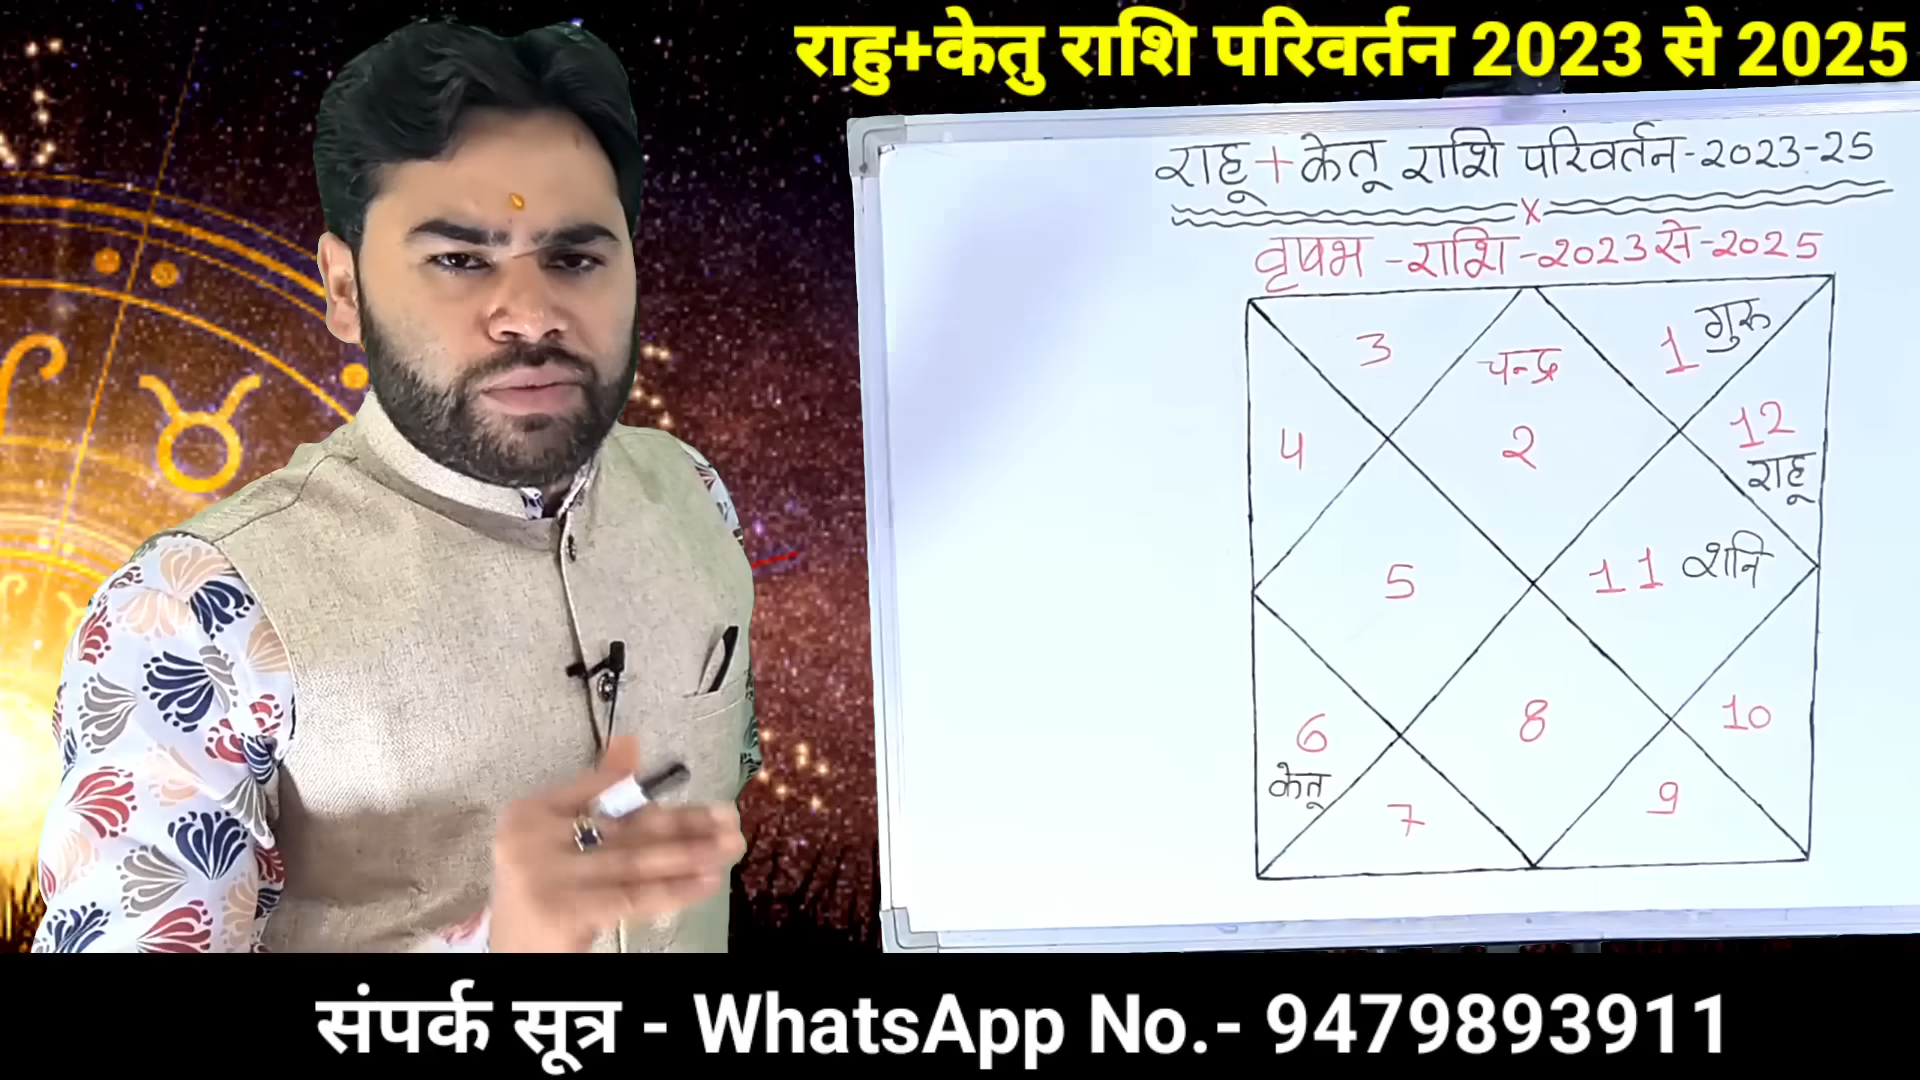 राहु+केतु राशि परिवर्तन 2023 से 2025
राहू + केतू राशि परिवर्तन-2023-25
x
वृषभ - राशि - 2023 से - 2025
3
चन्द्र
1 गुरू
4
2
12
राहू
5
11 शनि
6
केतू
8
10
7
9
संपर्क सूत्र - WhatsApp No.- 9479893911